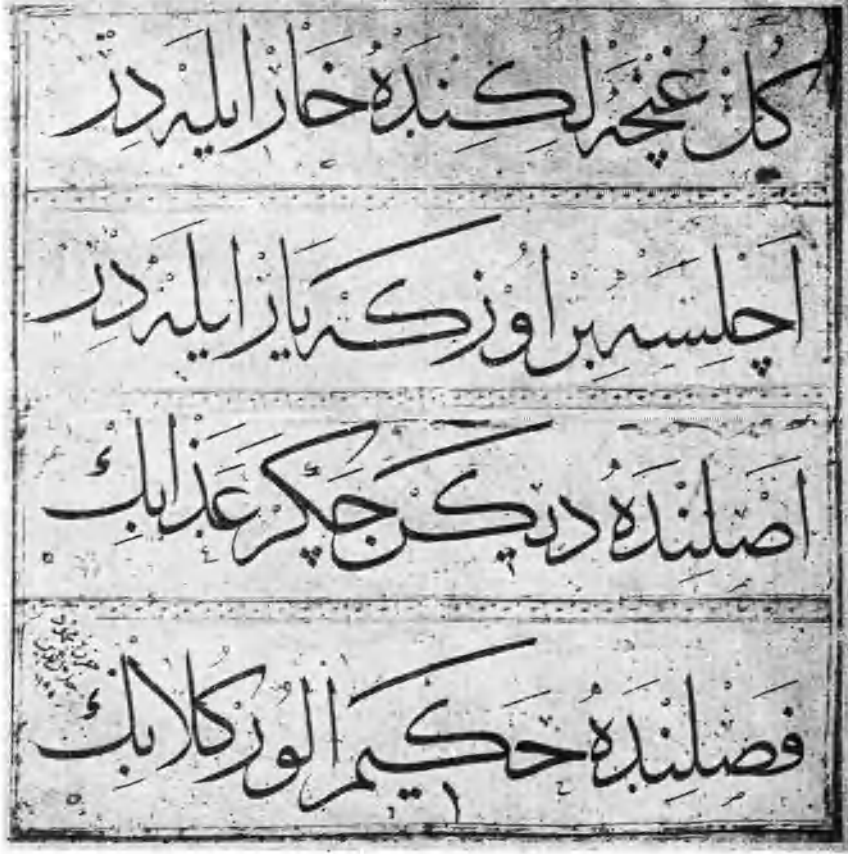 كل غنچه لكنده خار ايله در
اچلسه بر اوزكه يار ايله در
اصلنده ديكن چكر عذابك
فصلنده حكيم الور كلابك